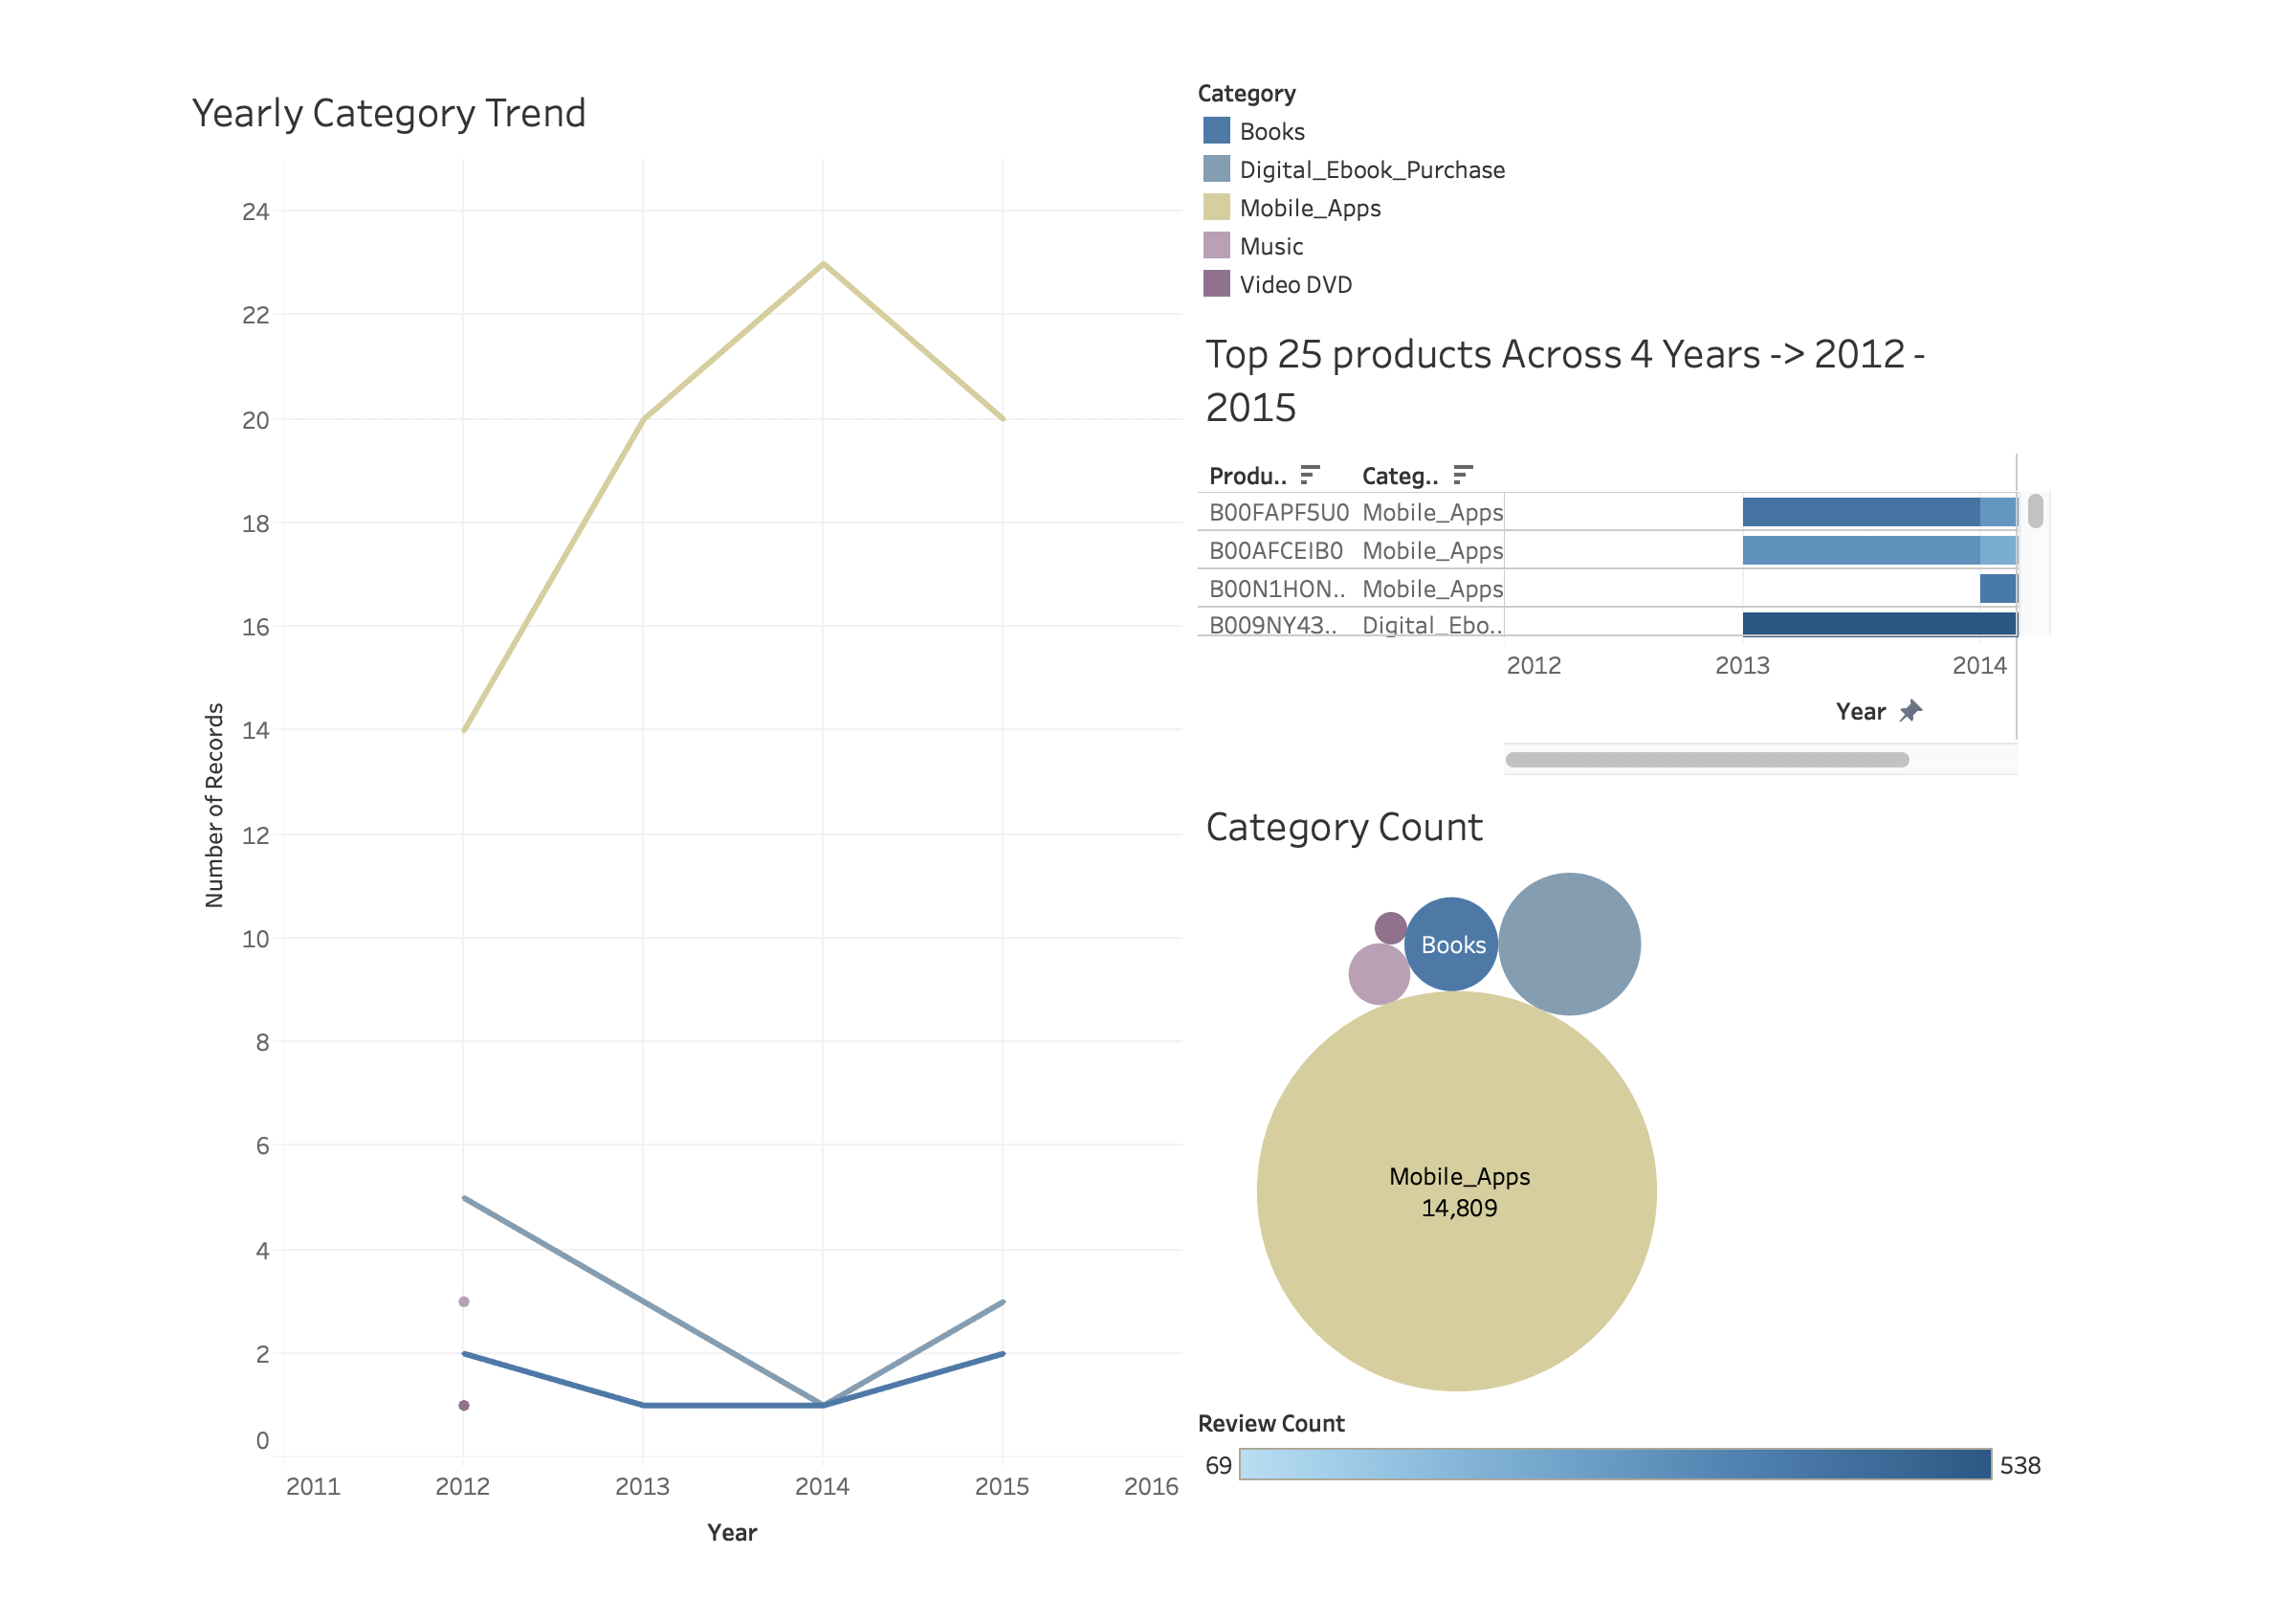 Yearly Category Trend
24
22
20
18
16
14
12
10
8
6
4
2
0
Number of Records
2011 2012 2013 2014 2015 2016
Year
Category
Books
Digital_Ebook_Purchase
Mobile_Apps
Music
Video DVD
Top 25 products Across 4 Years -> 2012 -
2015
Produ.. Categ..
B00FAPF5U0 Mobile_Apps
B00AFCEIB0 Mobile_Apps
B00N1HON.. Mobile_Apps
B009NY43.. Digital_Ebo..
2012 2013 2014
Year
Category Count
Books
Mobile_Apps
14,809
Review Count
69 538